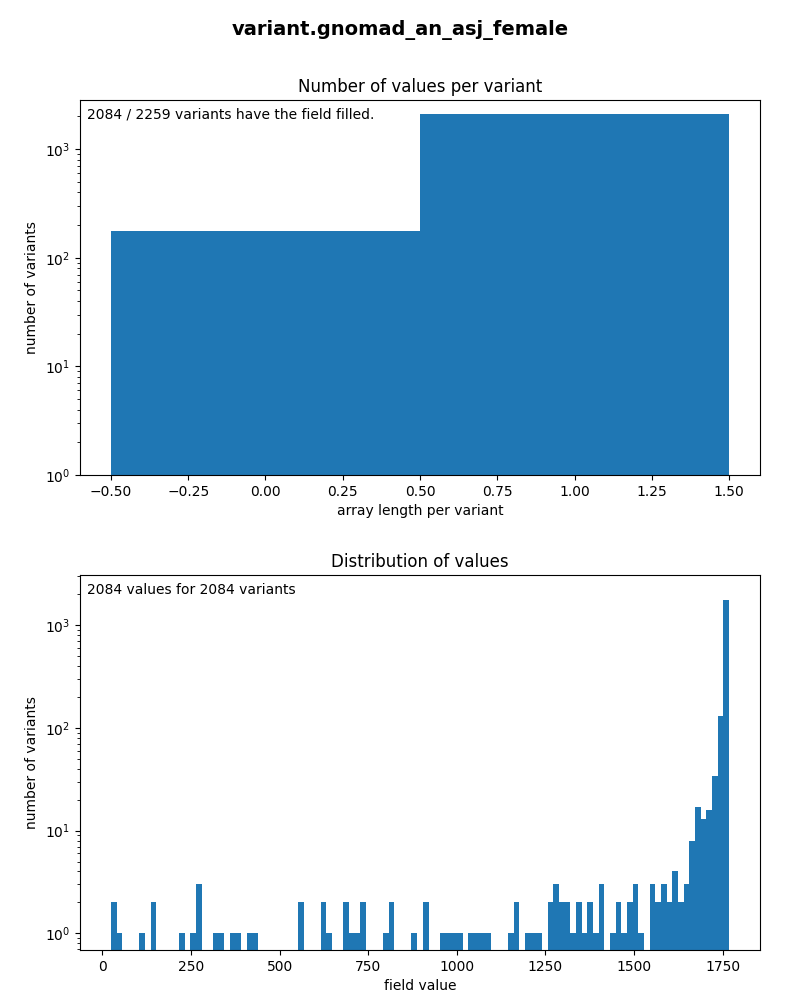 variant.gnomad_an_asj_female
Number of values per variant
2084 / 2259 variants have the field filled.
10³
10²
10¹
10⁰
number of variants
−0.50 −0.25 0.00 0.25 0.50 0.75 1.00 1.25 1.50
array length per variant
Distribution of values
2084 values for 2084 variants
10³
10²
10¹
10⁰
number of variants
0 250 500 750 1000 1250 1500 1750
field value